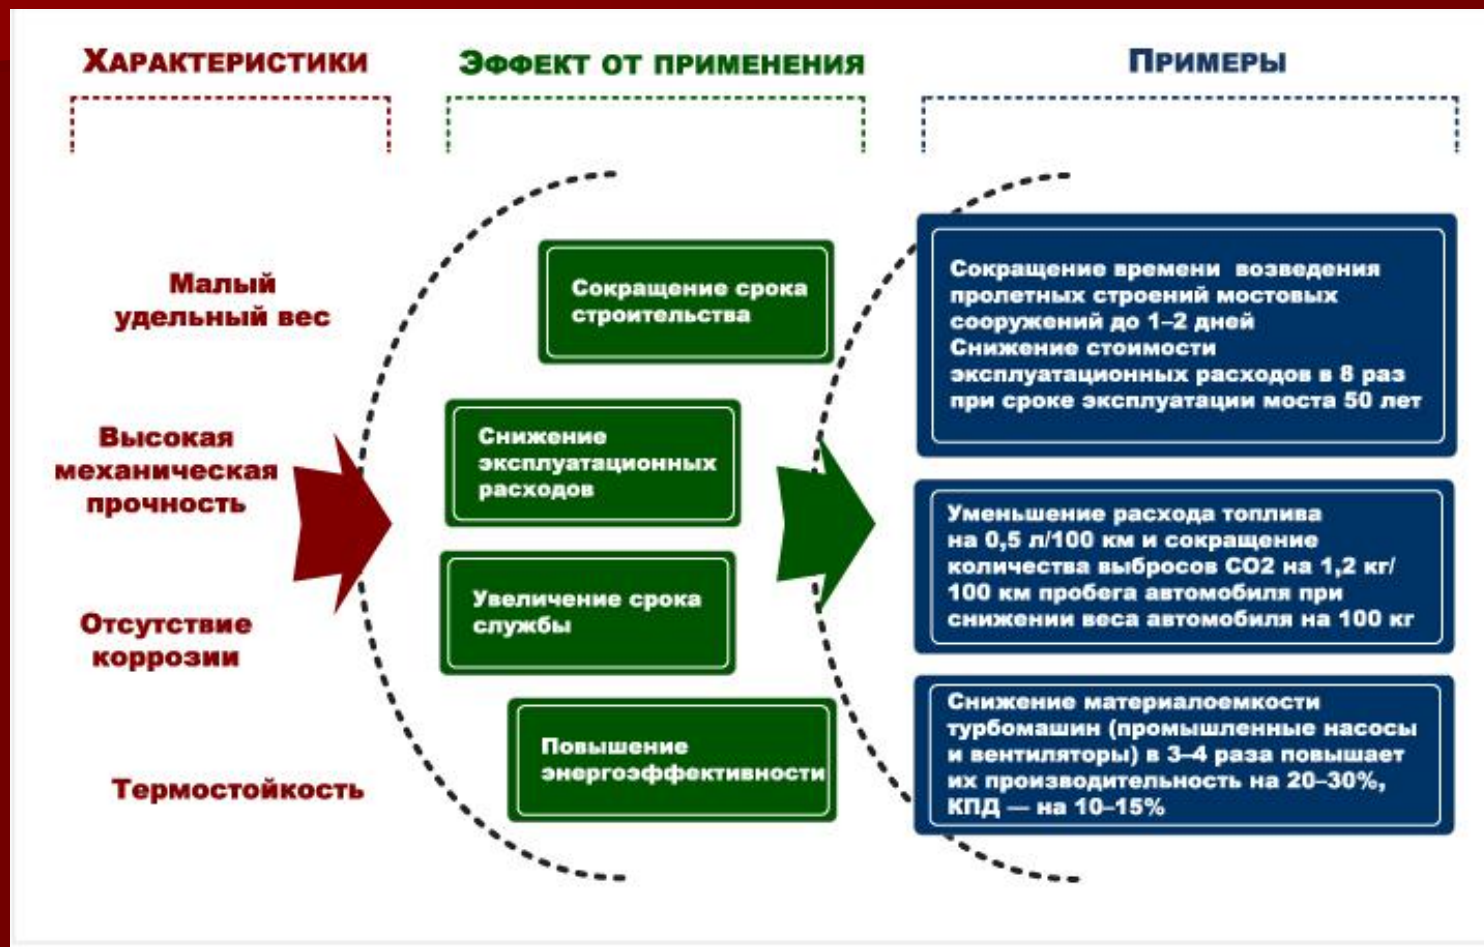 ХАРАКТЕРИСТИКИ
ЭФФЕКТ ОТ ПРИМЕНЕНИЯ
ПРИМЕРЫ
Малый
удельный вес
Высокая
механическая
прочность
Отсутствие
коррозии
Термостойкость
Сокращение срока
строительства
Снижение
эксплуатационных
расходов
Увеличение срока
службы
Повышение
энергоэффективности
Сокращение времени возведения
пролетных строений мостовых
сооружений до 1–2 дней
Снижение стоимости
эксплуатационных расходов в 8 раз
при сроке эксплуатации моста 50 лет
Уменьшение расхода топлива
на 0,5 л/100 км и сокращение
количества выбросов CO2 на 1,2 кг/
100 км пробега автомобиля при
снижении веса автомобиля на 100 кг
Снижение материалоемкости
турбомашин (промышленные насосы
и вентиляторы) в 3–4 раза повышает
их производительность на 20–30%,
КПД — на 10–15%